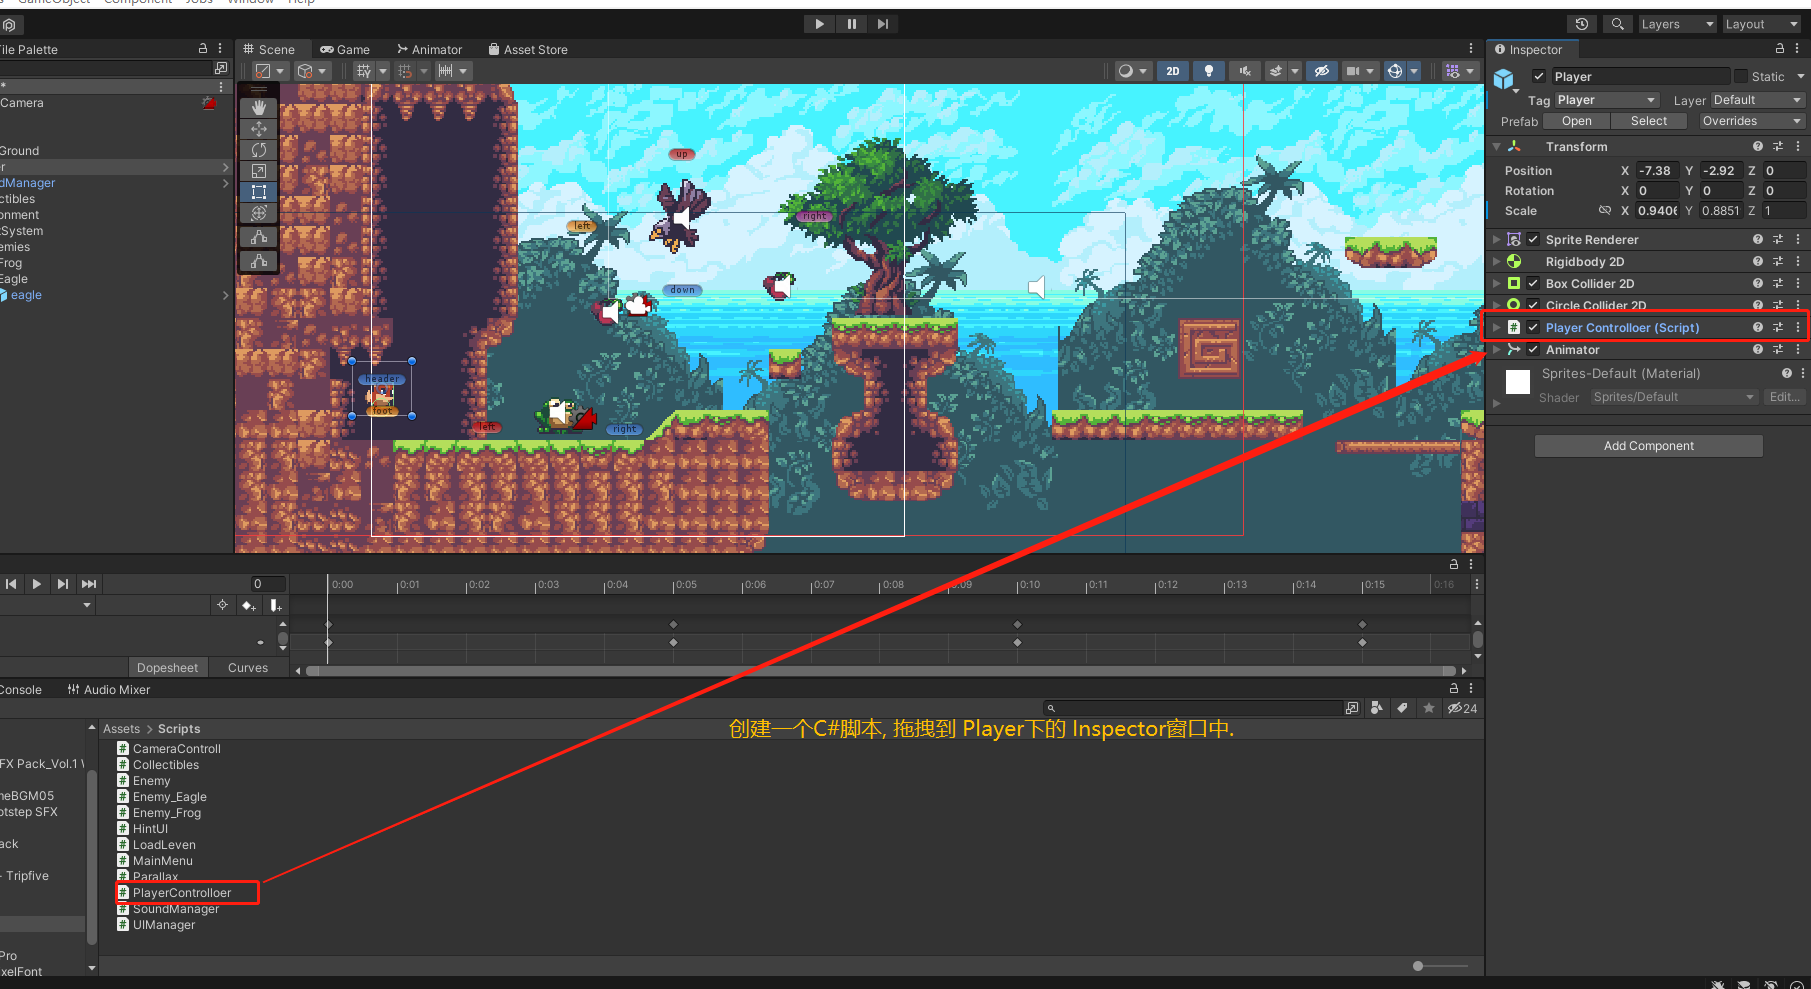 GameObject Component Jobs Window Help
Layers
Layout
ile Palette
Scene
Game
Animator
Asset Store
Inspector
*
Camera
Ground
er
dManager
ctibles
onment
tSystem
emies
Frog
Eagle
eagle
2D
up
left
right
down
header
foot
left
right
Player
Static
Tag Player
Layer Default
Prefab Open Select Overrides
Transform
Position X -7.38 Y -2.92 Z 0
Rotation X 0 Y 0 Z 0
Scale X 0.9406 Y 0.8851 Z 1
Sprite Renderer
Rigidbody 2D
Box Collider 2D
Circle Collider 2D
Player Controlloer (Script)
Animator
Sprites-Default (Material)
Shader Sprites/Default Edit...
Add Component
0
0:00 0:01 0:02 0:03 0:04 0:05 0:06 0:07 0:08 0:09 0:10 0:11 0:12 0:13 0:14 0:15 0:16
Dopesheet Curves
Console Audio Mixer
24
FX Pack_Vol.1
meBGM05
otstep SFX
ack
- Tripfive
Pro
xelFont
Assets > Scripts
CameraControll
Collectibles
Enemy
Enemy_Eagle
Enemy_Frog
HintUI
LoadLeven
MainMenu
Parallax
PlayerControlloer
SoundManager
UIManager
创建一个C#脚本, 拖拽到 Player下的 Inspector窗口中.